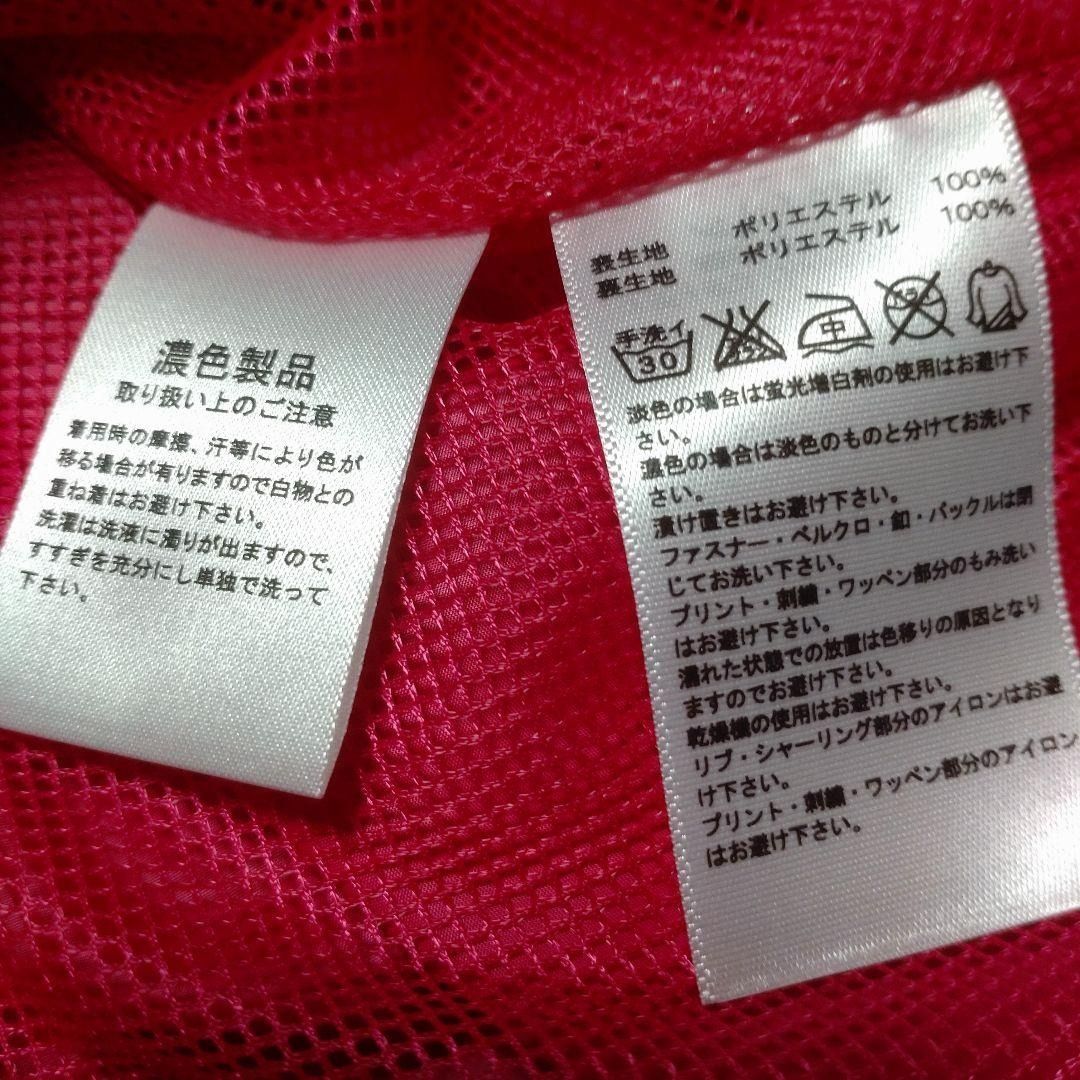 濃色製品
取り扱い上のご注意
着用時の摩擦、汗等により色が
移る場合が有りますので白物との
重ね着はお避け下さい。
洗濯は洗液に濁りが出ますので、
すすぎを充分にし単独で洗って
下さい。
表生地 ポリエステル 100%
裏生地 ポリエステル 100%
手洗イ
30
中
淡色の場合は蛍光増白剤の使用はお避け下
さい。
濃色の場合は淡色のものと分けてお洗い下
さい。
漬け置きはお避け下さい。
ファスナー・ベルクロ・釦・バックルは閉
じてお洗い下さい。
プリント・刺繍・ワッペン部分のもみ洗い
はお避け下さい。
濡れた状態での放置は色移りの原因となり
ますのでお避け下さい。
乾燥機の使用はお避け下さい。
リブ・シャーリング部分のアイロンはお避
け下さい。
プリント・刺繍・ワッペン部分のアイロン
はお避け下さい。